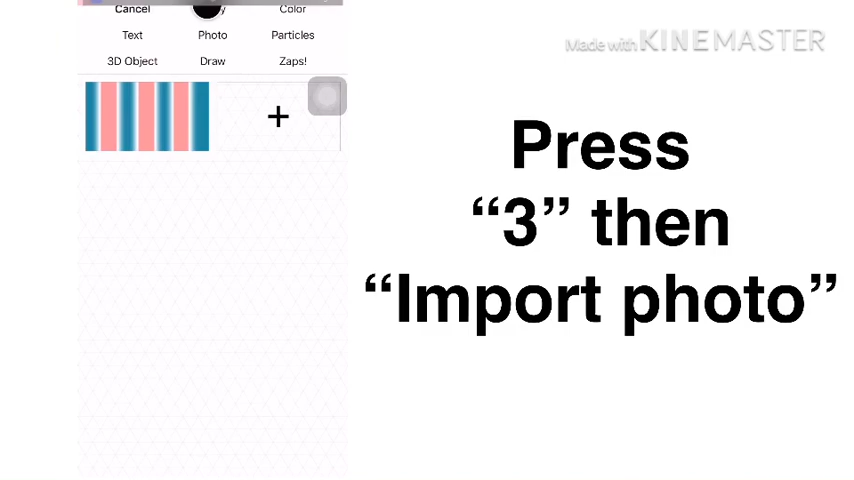 Cancel
Color
Text
Photo
Particles
3D Object
Draw
Zaps!
+
Made with KINEMASTER
Press
“3” then
“Import photo”